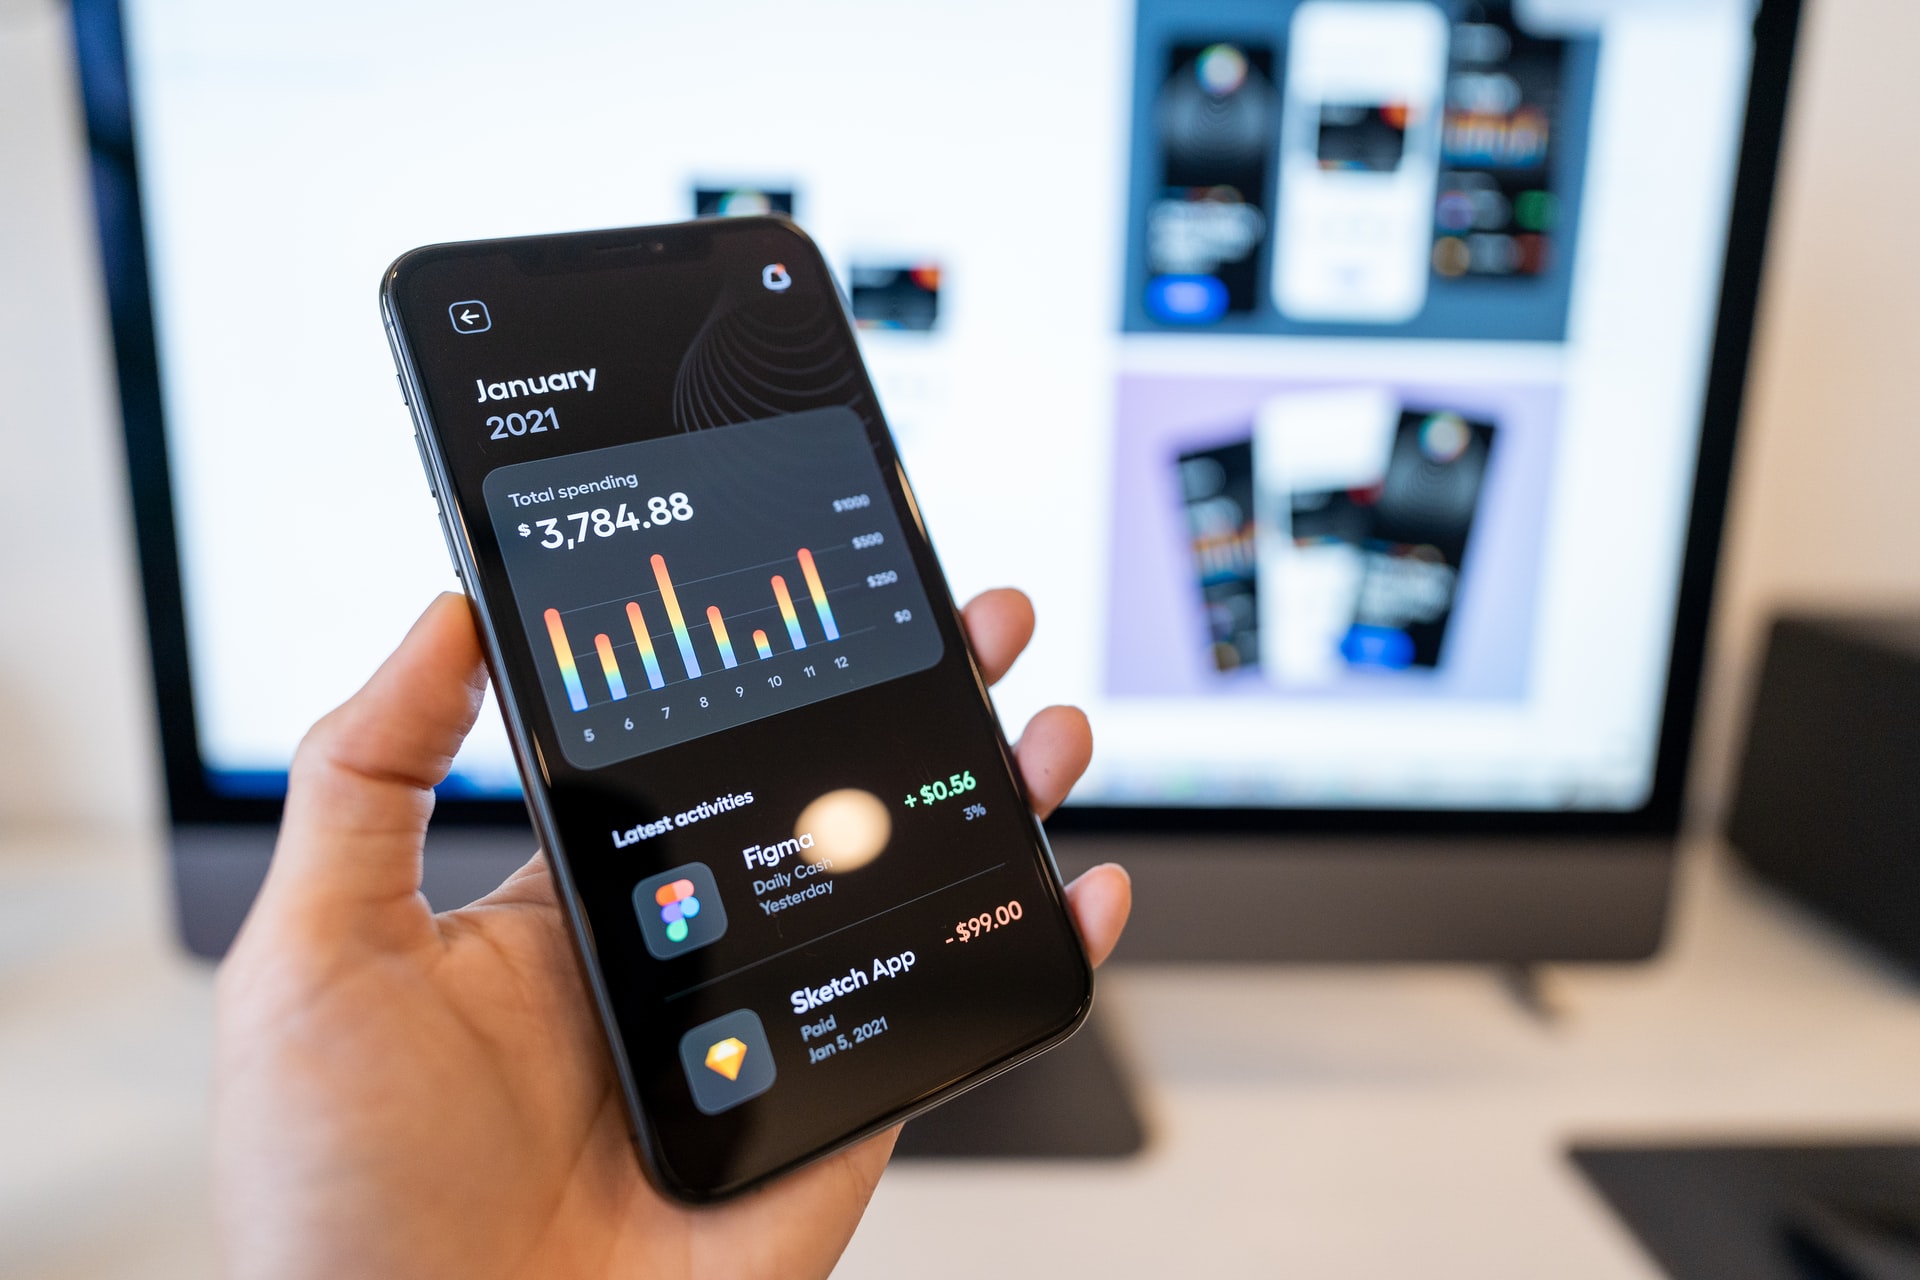 January
2021
Total spending
$3,784.88
$1000
$500
$250
$0
5 6 7 8 9 10 11 12
Latest activities
Figma
+ $0.56
Daily Cash
3%
Yesterday
Sketch App
- $99.00
Paid
Jan 5, 2021